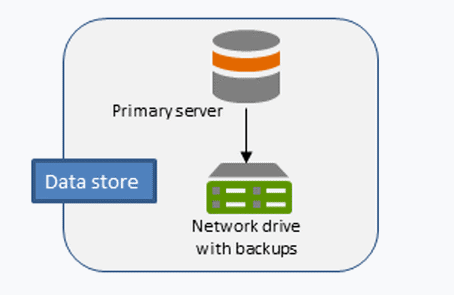 Primary server
Data store
Network drive
with backups